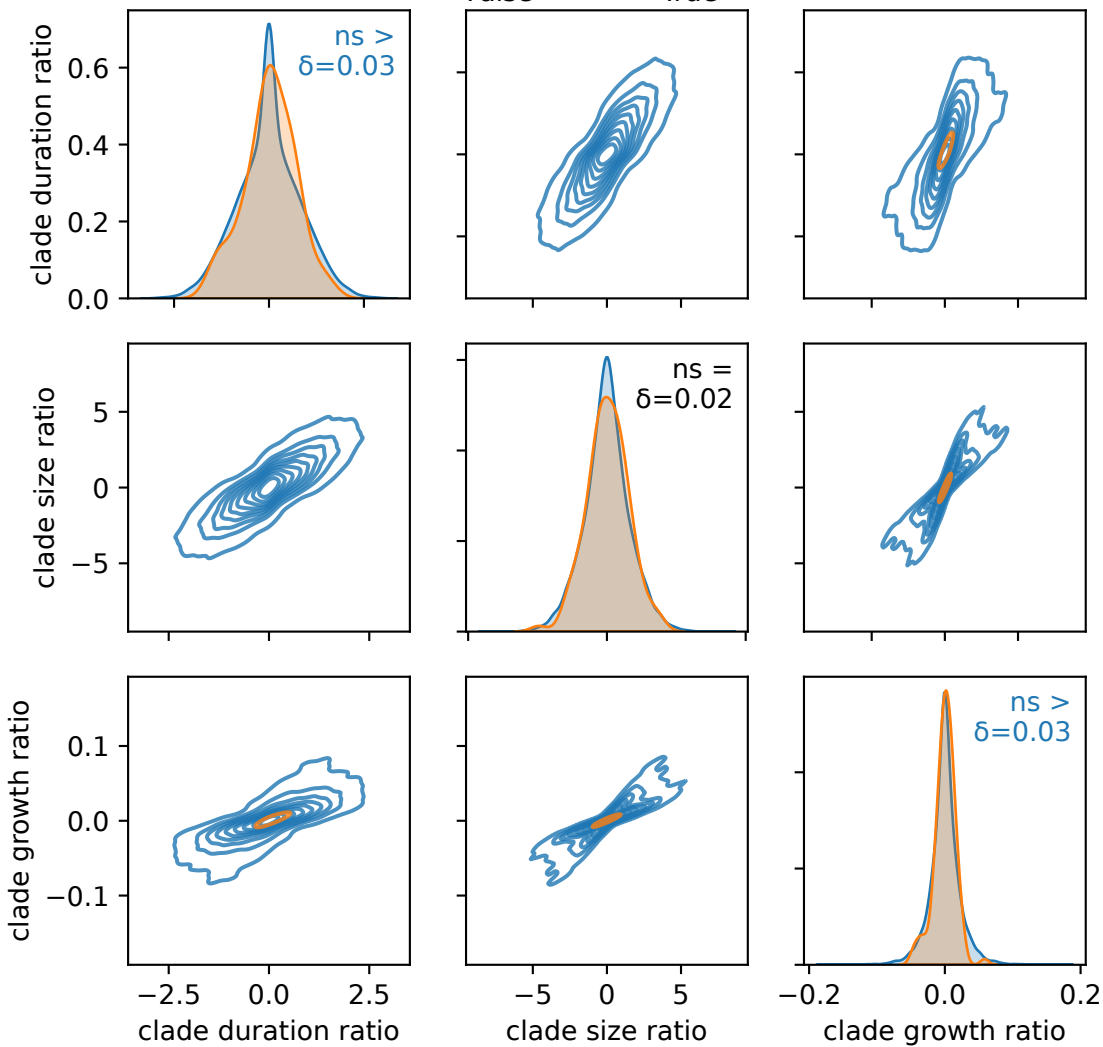 clade duration ratio
0.6
0.4
0.2
0.0
ns >
δ=0.03
clade size ratio
5
0
−5
ns =
δ=0.02
clade growth ratio
0.1
0.0
−0.1
ns >
δ=0.03
−2.5 0.0 2.5
−5 0 5
−0.2 0.0 0.2
clade duration ratio
clade size ratio
clade growth ratio